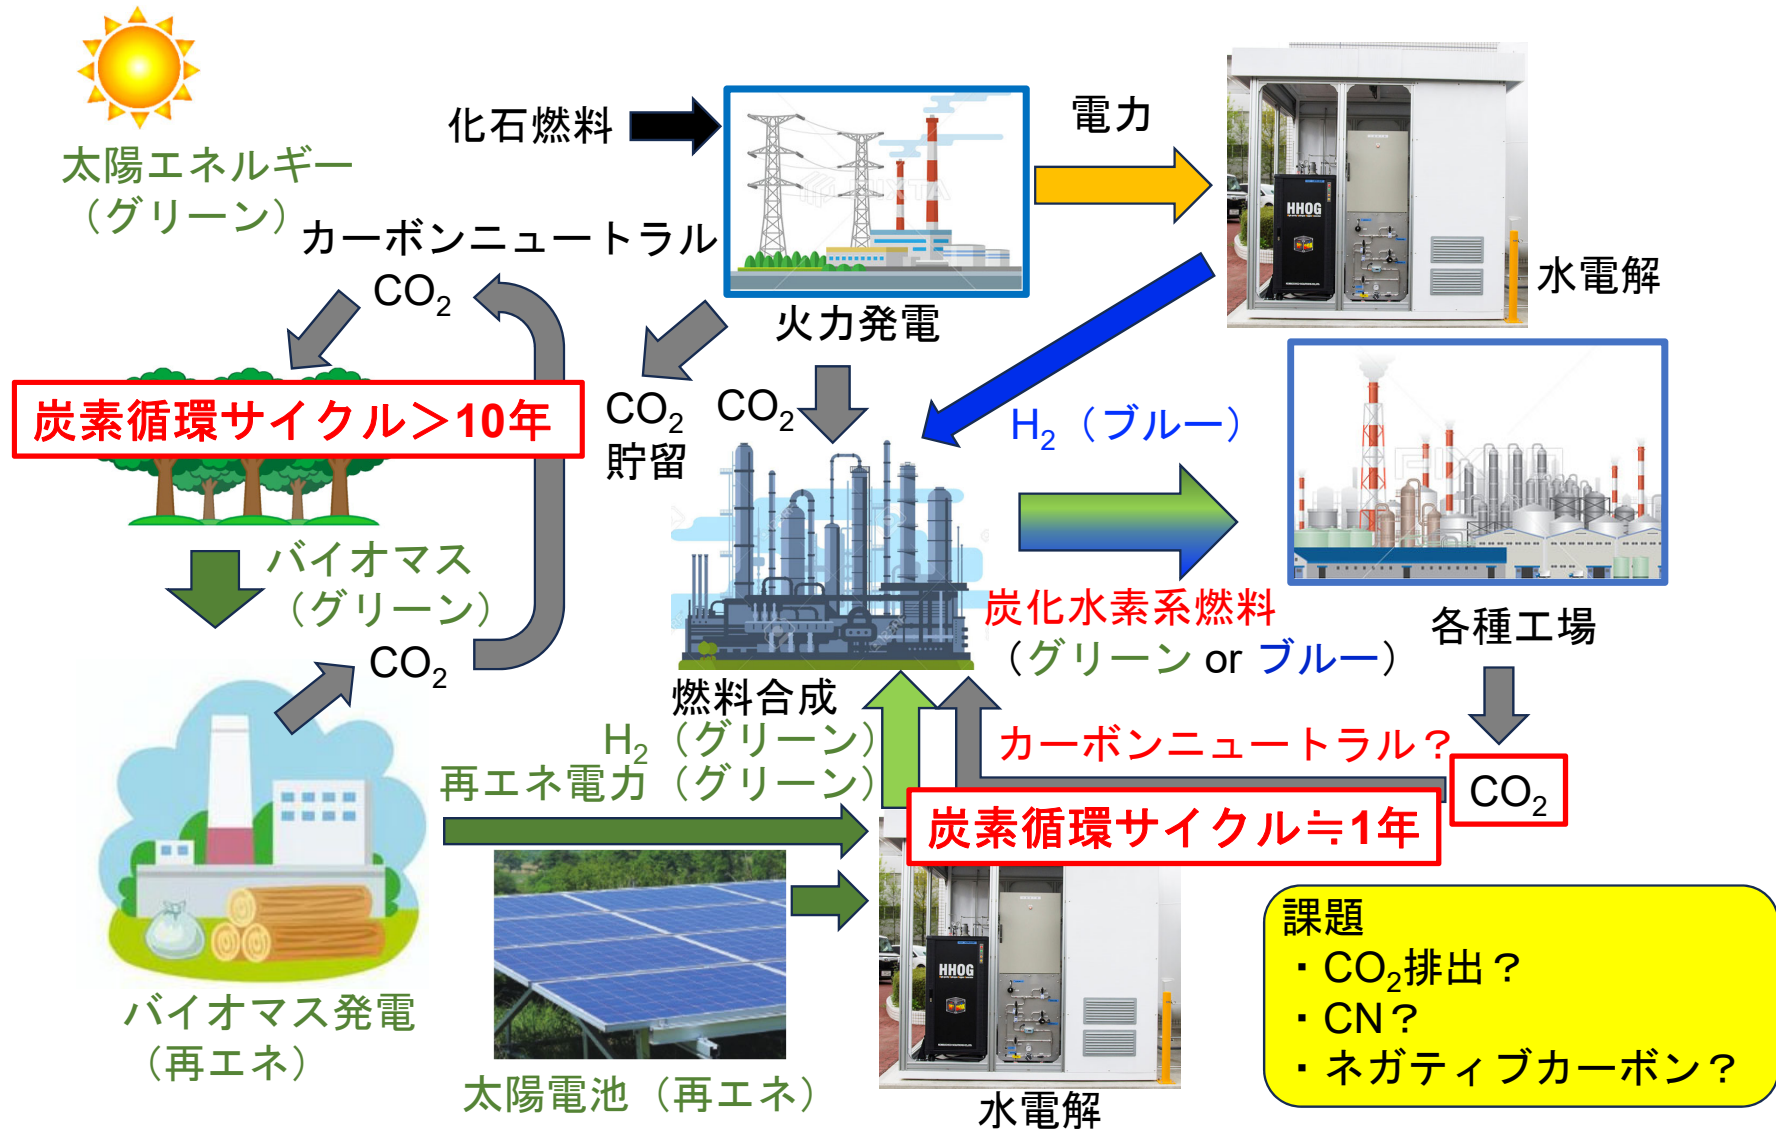 化石燃料
電力
太陽エネルギー
（グリーン）
カーボンニュートラル
CO₂
HHOG
水電解
火力発電
炭素循環サイクル＞10年
CO₂
貯留
CO₂
H₂（ブルー）
バイオマス
（グリーン）
CO₂
炭化水素系燃料
（グリーン or ブルー）
各種工場
燃料合成
H₂（グリーン）
再エネ電力（グリーン）
カーボンニュートラル？
CO₂
炭素循環サイクル≒1年
HHOG
バイオマス発電
（再エネ）
太陽電池（再エネ）
水電解
課題
・CO₂排出？
・CN？
・ネガティブカーボン？